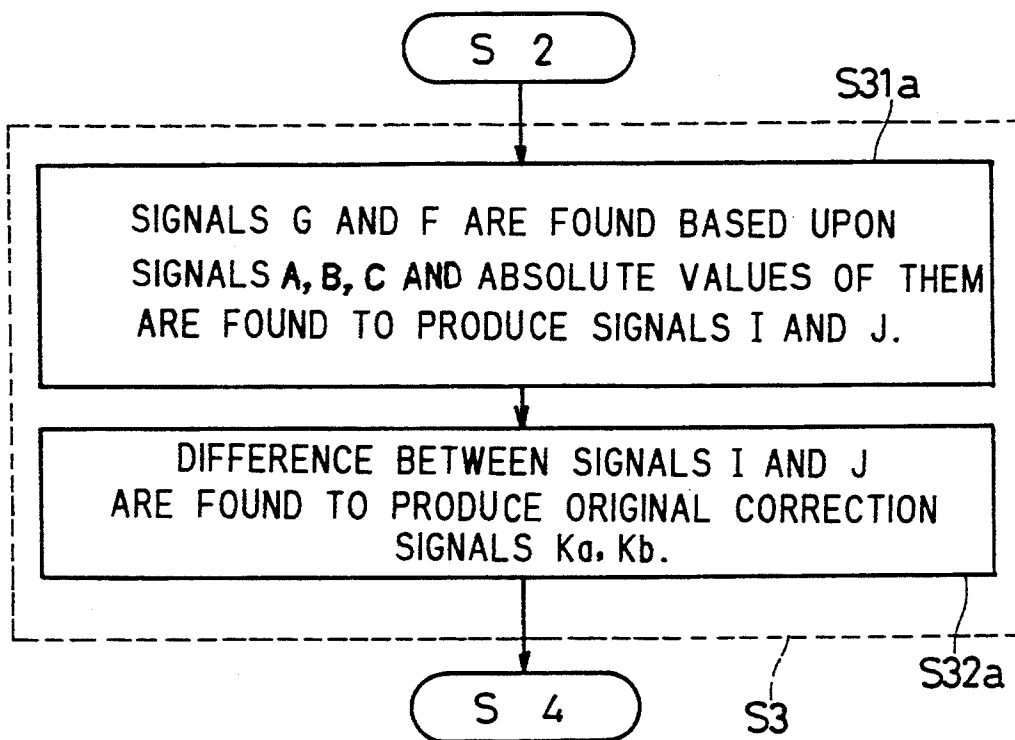 S 2
S31a
SIGNALS G AND F ARE FOUND BASED UPON
SIGNALS A, B, C AND ABSOLUTE VALUES OF THEM
ARE FOUND TO PRODUCE SIGNALS I AND J.
DIFFERENCE BETWEEN SIGNALS I AND J
ARE FOUND TO PRODUCE ORIGINAL CORRECTION
SIGNALS Ka, Kb.
S32a
S3
S 4